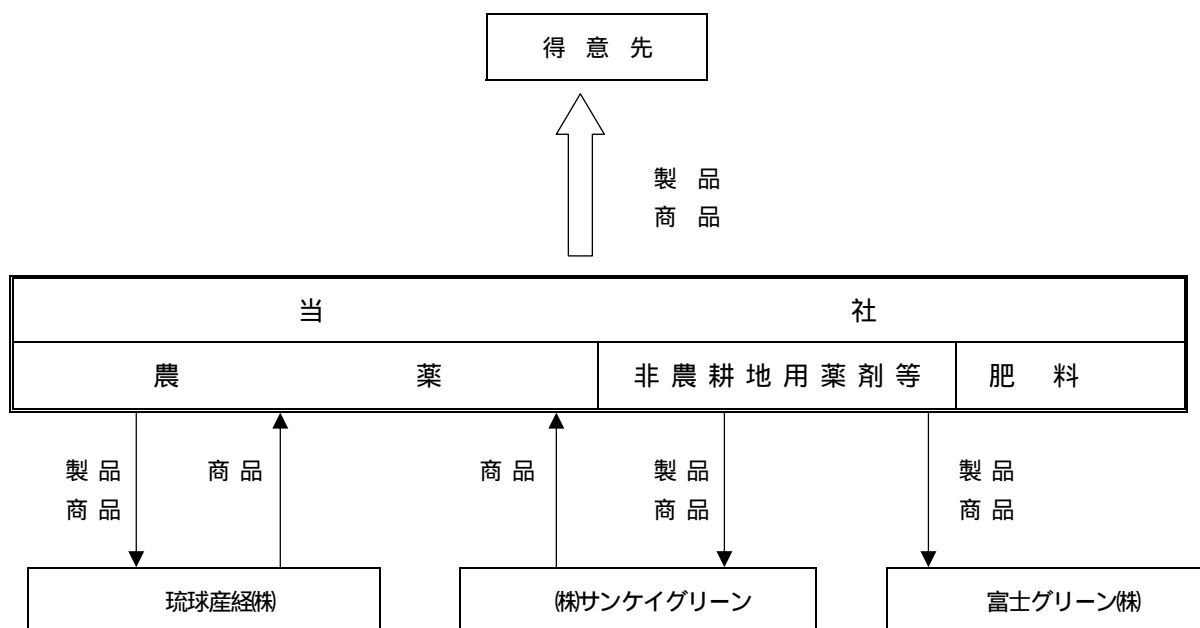 得意先
製品
商品
当社
農薬 非農耕地用薬剤等 肥料
製品 商品 商品 製品 製品
商品 商品 商品
琉球産経㈱ ㈱サンケイグリーン 富士グリーン㈱